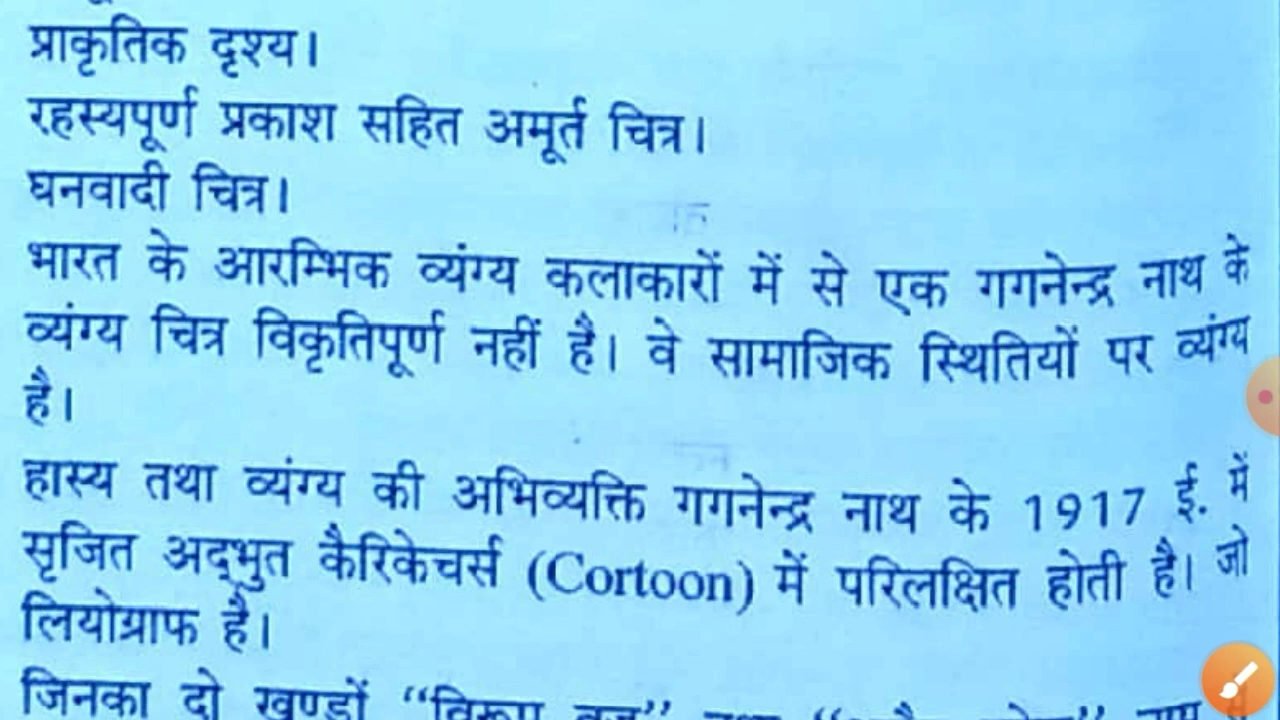 प्राकृतिक दृश्य।
रहस्यपूर्ण प्रकाश सहित अमूर्त चित्र।
घनवादी चित्र।
भारत के आरम्भिक व्यंग्य कलाकारों में से एक गगनेन्द्र नाथ के
व्यंग्य चित्र विकृतिपूर्ण नहीं है। वे सामाजिक स्थितियों पर व्यंग्य
है।
हास्य तथा व्यंग्य की अभिव्यक्ति गगनेन्द्र नाथ के 1917 ई. में
सृजित अद्भुत कैरिकेचर्स (Cortoon) में परिलक्षित होती है। जो
लियोग्राफ है।
जिनका दो खण्डों